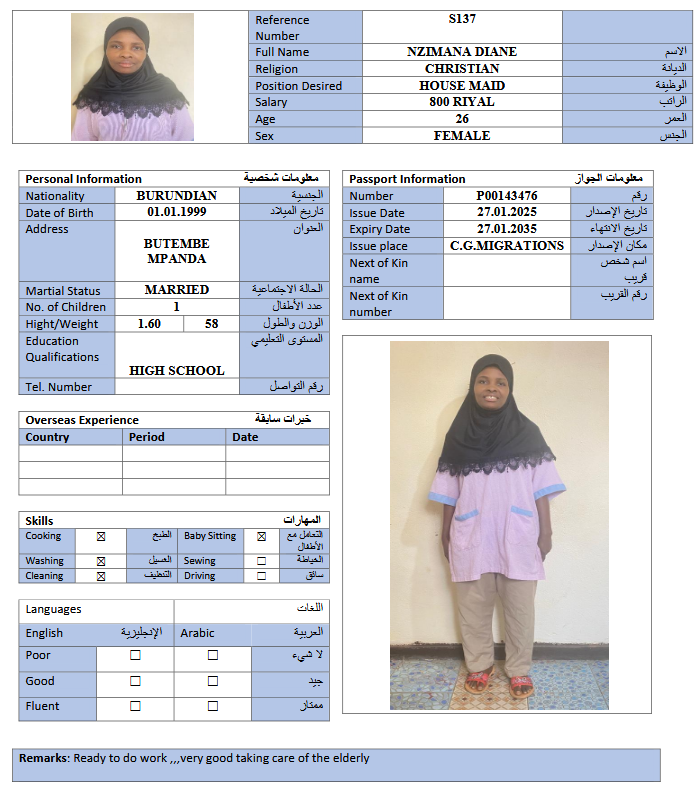 Reference Number S137
Full Name NZIMANA DIANE الاسم
Religion CHRISTIAN الديانة
Position Desired HOUSE MAID الوظيفة
Salary 800 RIYAL الراتب
Age 26 العمر
Sex FEMALE الجنس
Personal Information معلومات شخصية
Nationality BURUNDIAN الجنسية
Date of Birth 01.01.1999 تاريخ الميلاد
Address BUTEMBE MPANDA العنوان
Martial Status MARRIED الحالة الاجتماعية
No. of Children 1 عدد الأطفال
Hight/Weight 1.60 58 الوزن والطول
Education Qualifications HIGH SCHOOL المستوى التعليمي
Tel. Number رقم التواصل
Passport Information معلومات الجواز
Number P00143476 رقم
Issue Date 27.01.2025 تاريخ الإصدار
Expiry Date 27.01.2035 تاريخ الانتهاء
Issue place C.G.MIGRATIONS مكان الإصدار
Next of Kin name اسم شخص قريب
Next of Kin number رقم القريب
Overseas Experience خبرات سابقة
Country Period Date
Skills المهارات
Cooking ☒ الطبخ Baby Sitting ☒ التعامل مع الأطفال
Washing ☒ الغسيل Sewing ☐ الخياطة
Cleaning ☒ التنظيف Driving ☐ سائق
Languages اللغات
English الإنجليزية Arabic العربية
Poor ☐ ☐ لا شيء
Good ☐ ☐ جيد
Fluent ☐ ☐ ممتاز
Remarks: Ready to do work ,,,very good taking care of the elderly